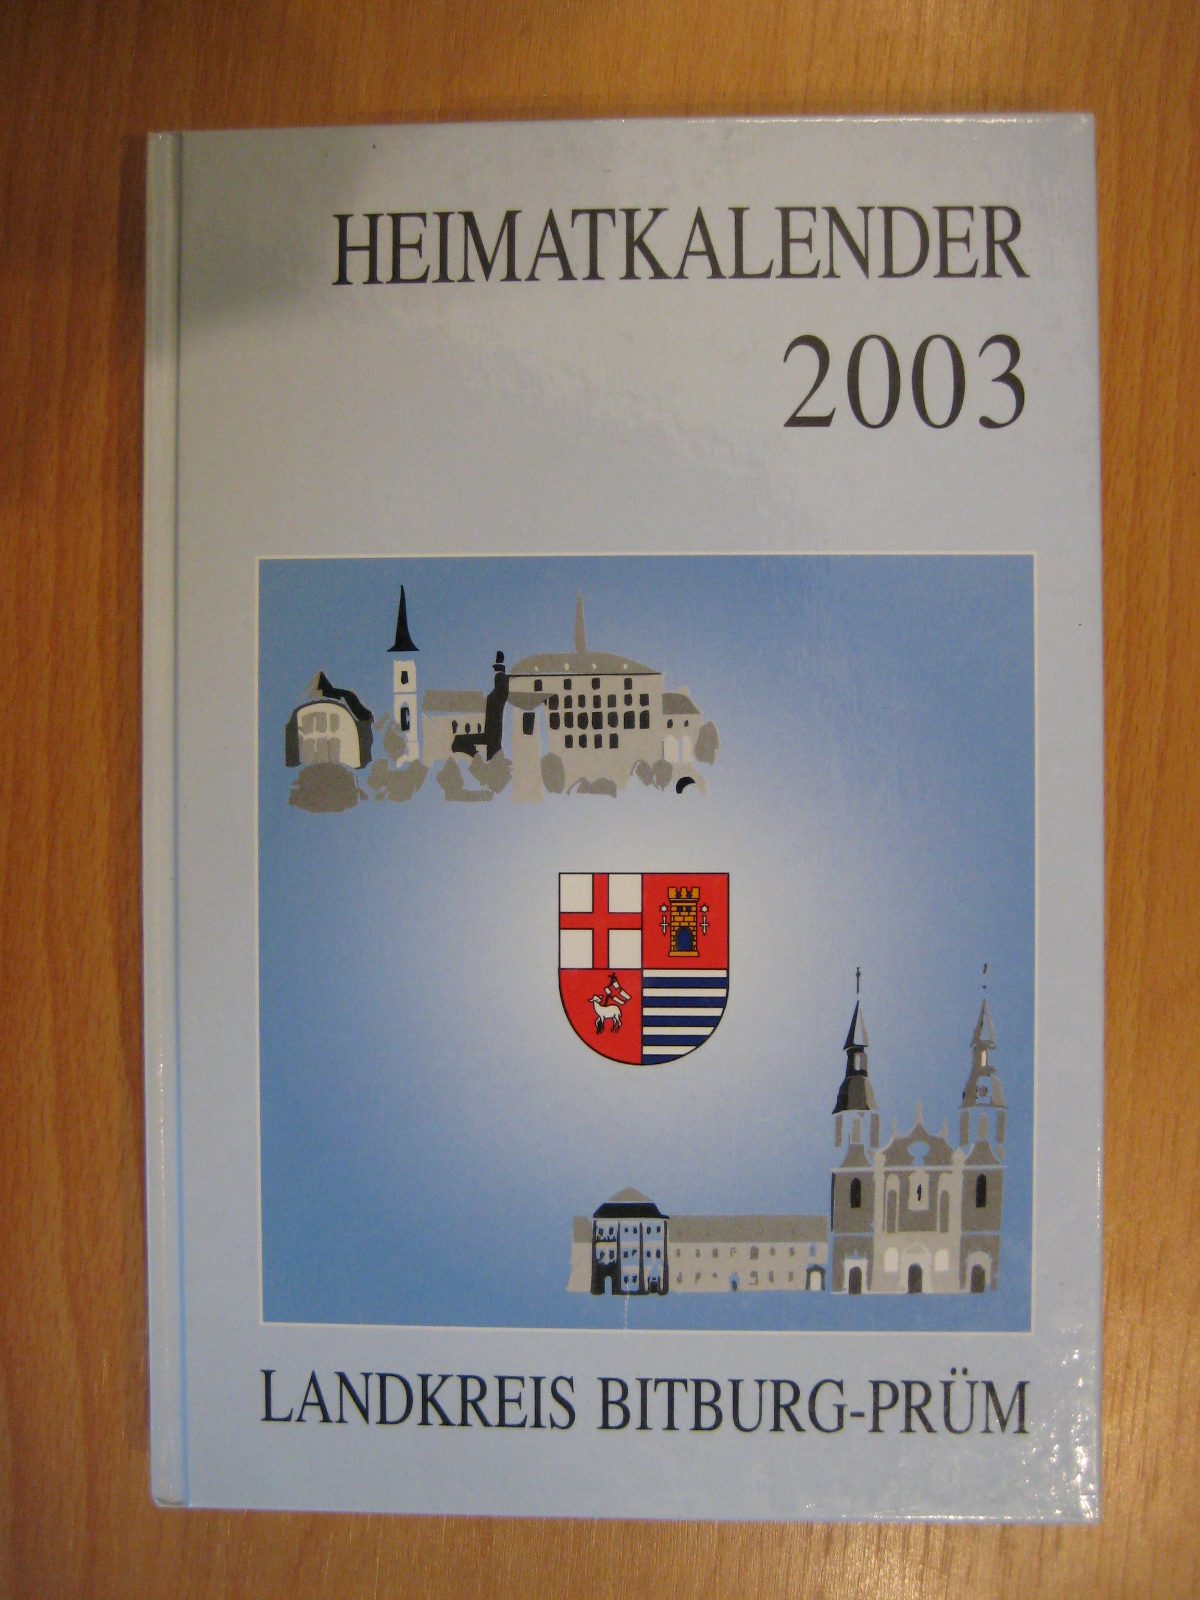 HEIMATKALENDER
2003
LANDKREIS BITBURG-PRÜM